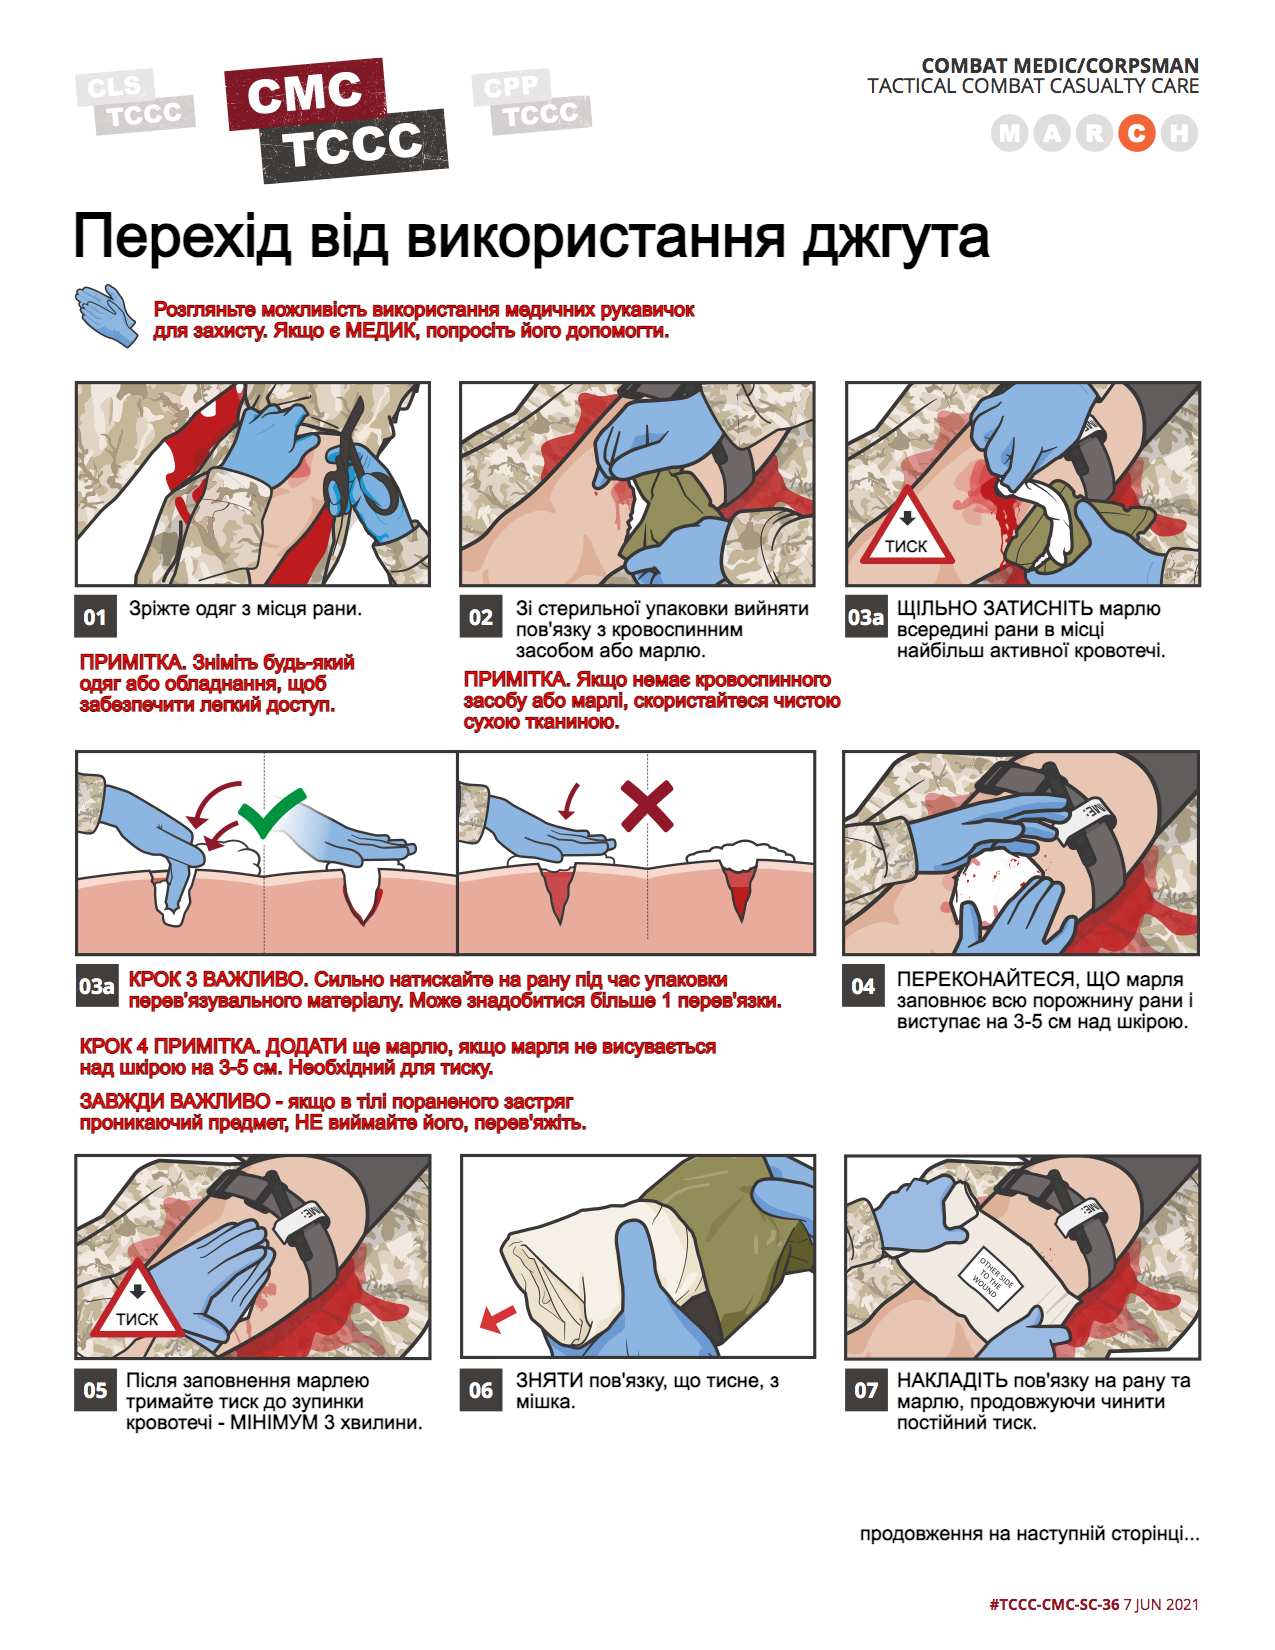 CLS
TCCC
CMC
TCCC
CPP
TCCC
COMBAT MEDIC/CORPSMAN
TACTICAL COMBAT CASUALTY CARE
M A R C H
Перехід від використання джгута
Розгляньте можливість використання медичних рукавичок
для захисту. Якщо є МЕДИК, попросіть його допомогти.
ТИСК
01
Зріжте одяг з місця рани.
ПРИМІТКА. Зніміть будь-який
одяг або обладнання, щоб
забезпечити легкий доступ.
02
Зі стерильної упаковки вийняти
пов'язку з кровоспинним
засобом або марлю.
ПРИМІТКА. Якщо немає кровоспинного
засобу або марлі, скористайтеся чистою
сухою тканиною.
03a
ЩІЛЬНО ЗАТИСНІТЬ марлю
всередині рани в місці
найбільш активної кровотечі.
03a
КРОК 3 ВАЖЛИВО. Сильно натискайте на рану під час упаковки
перев’язувального матеріалу. Може знадобитися більше 1 перев'язки.
КРОК 4 ПРИМІТКА. ДОДАТИ ще марлю, якщо марля не висувається
над шкірою на 3-5 см. Необхідний для тиску.
ЗАВЖДИ ВАЖЛИВО - якщо в тілі пораненого застряг
проникаючий предмет, НЕ виймайте його, перев'яжіть.
04
ПЕРЕКОНАЙТЕСЯ, ЩО марля
заповнює всю порожнину рани і
виступає на 3-5 см над шкірою.
ТИСК
OTHER SIDE
TO THE
WOUND
05
Після заповнення марлею
тримайте тиск до зупинки
кровотечі - МІНІМУМ 3 хвилини.
06
ЗНЯТИ пов'язку, що тисне, з
мішка.
07
НАКЛАДІТЬ пов'язку на рану та
марлю, продовжуючи чинити
постійний тиск.
продовження на наступній сторінці...
#TCCC-CMC-SC-36 7 JUN 2021